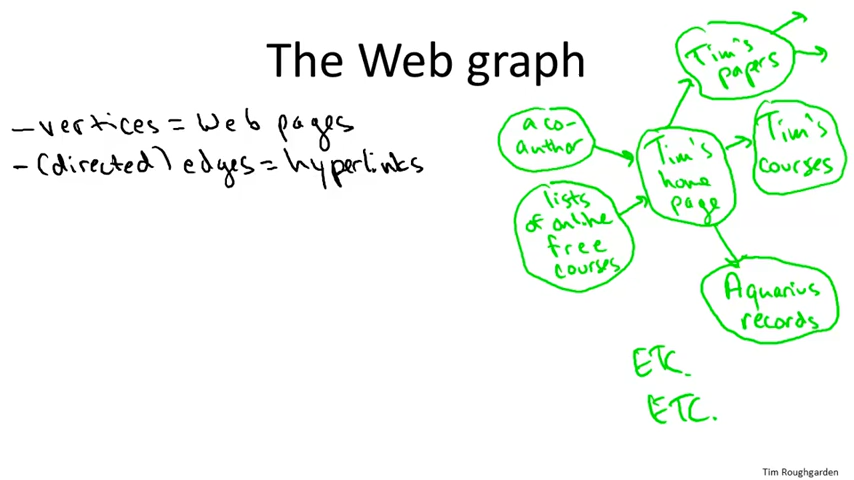 The Web graph
- vertices = Web pages
- (directed) edges = hyperlinks
Tim's
papers
a co-
author
Tim's
home
page
Tim's
courses
lists
of online
free
courses
Aquarius
records
ETC.
ETC.
Tim Roughgarden